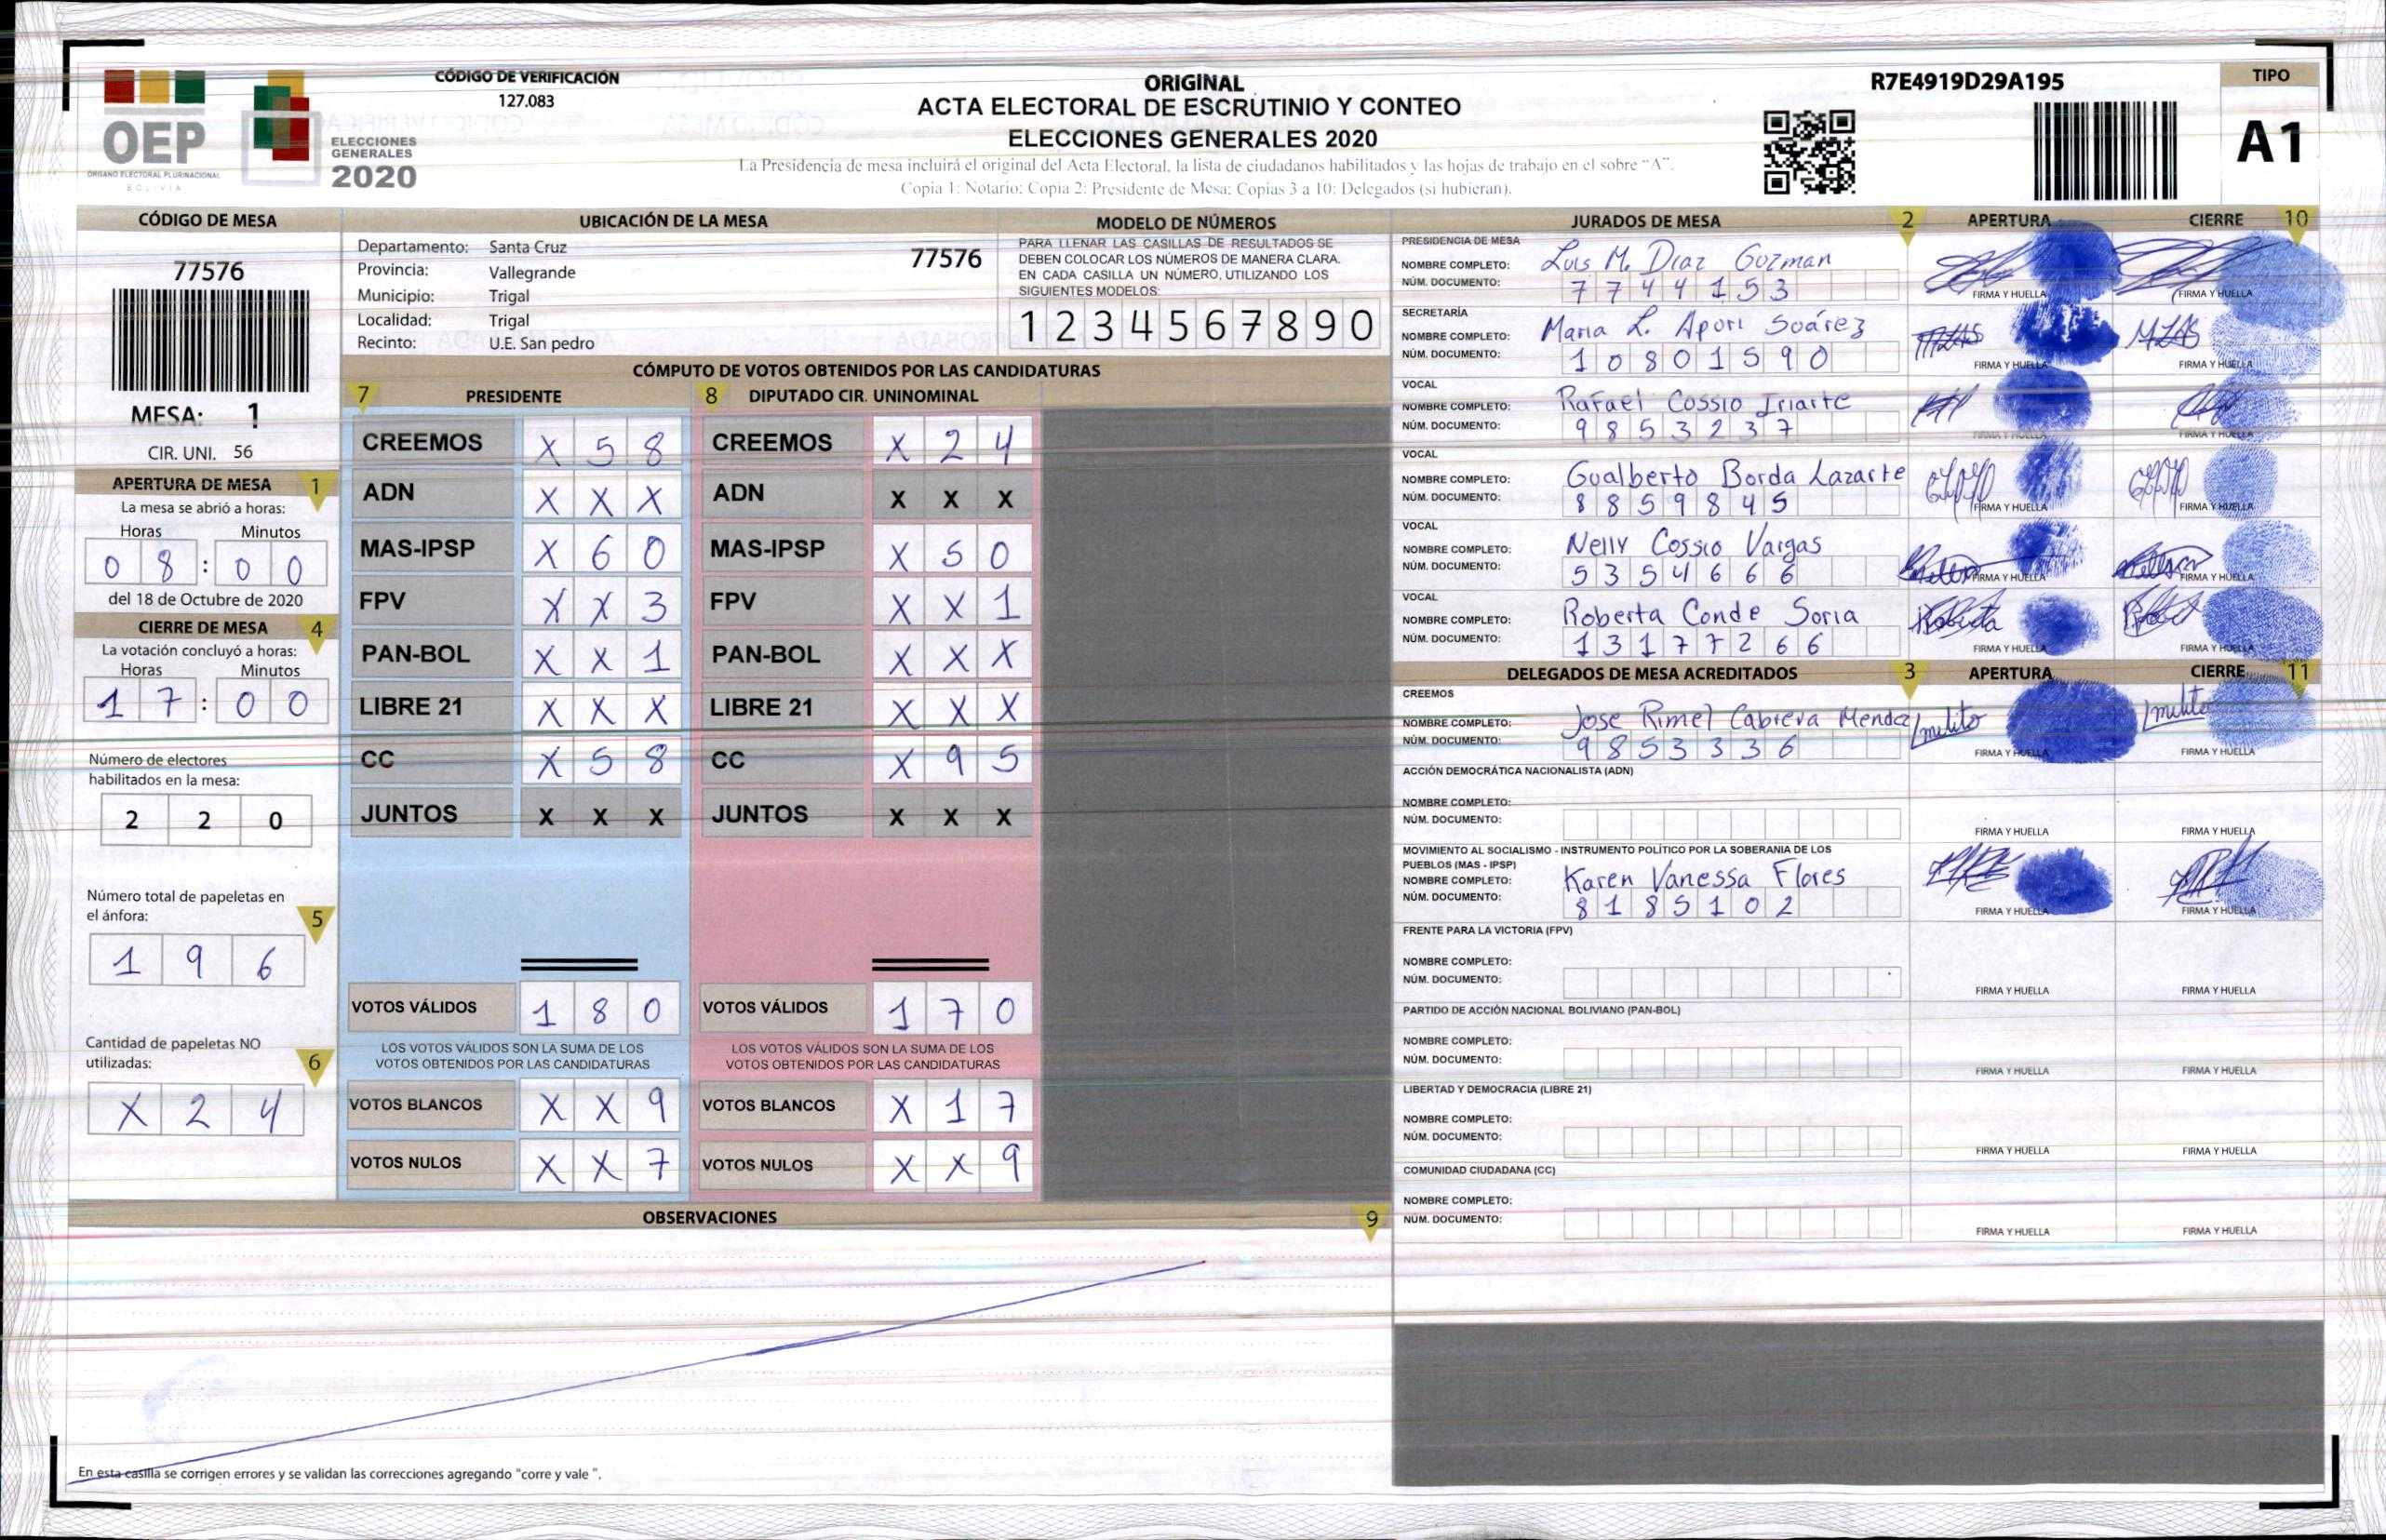 OEP
ORGANO ELECTORAL PLURINACIONAL
BOLIVIA
ELECCIONES
GENERALES
2020
CÓDIGO DE VERIFICACIÓN
127.083
ORIGINAL
ACTA ELECTORAL DE ESCRUTINIO Y CONTEO
ELECCIONES GENERALES 2020
La Presidencia de mesa incluirá el original del Acta Electoral, la lista de ciudadanos habilitados y las hojas de trabajo en el sobre "A".
Copia 1: Notario; Copia 2: Presidente de Mesa; Copias 3 a 10: Delegados (si hubieran).
R7E4919D29A195
TIPO
A1
CÓDIGO DE MESA
77576
MESA: 1
CIR. UNI. 56
APERTURA DE MESA 1
La mesa se abrió a horas:
Horas Minutos
0 8 : 0 0
del 18 de Octubre de 2020
CIERRE DE MESA 4
La votación concluyó a horas:
Horas Minutos
1 7 : 0 0
Número de electores
habilitados en la mesa:
2 2 0
Número total de papeletas en
el ánfora: 5
1 9 6
Cantidad de papeletas NO
utilizadas: 6
X 2 4
UBICACIÓN DE LA MESA
Departamento: Santa Cruz 77576
Provincia: Vallegrande
Municipio: Trigal
Localidad: Trigal
Recinto: U.E. San pedro
MODELO DE NÚMEROS
PARA LLENAR LAS CASILLAS DE RESULTADOS SE
DEBEN COLOCAR LOS NÚMEROS DE MANERA CLARA.
EN CADA CASILLA UN NÚMERO, UTILIZANDO LOS
SIGUIENTES MODELOS:
1 2 3 4 5 6 7 8 9 0
CÓMPUTO DE VOTOS OBTENIDOS POR LAS CANDIDATURAS
7 PRESIDENTE 8 DIPUTADO CIR. UNINOMINAL
CREEMOS X 5 8 CREEMOS X 2 4
ADN X X X ADN X X X
MAS-IPSP X 6 0 MAS-IPSP X 5 0
FPV X X 3 FPV X X 1
PAN-BOL X X 1 PAN-BOL X X X
LIBRE 21 X X X LIBRE 21 X X X
CC X 5 8 CC X 9 5
JUNTOS X X X JUNTOS X X X
VOTOS VÁLIDOS 1 8 0 VOTOS VÁLIDOS 1 7 0
LOS VOTOS VÁLIDOS SON LA SUMA DE LOS LOS VOTOS VÁLIDOS SON LA SUMA DE LOS
VOTOS OBTENIDOS POR LAS CANDIDATURAS VOTOS OBTENIDOS POR LAS CANDIDATURAS
VOTOS BLANCOS X X 9 VOTOS BLANCOS X 1 7
VOTOS NULOS X X 7 VOTOS NULOS X X 9
OBSERVACIONES 9
En esta casilla se corrigen errores y se validan las correcciones agregando "corre y vale ".
JURADOS DE MESA 2 APERTURA CIERRE 10
PRESIDENCIA DE MESA
NOMBRE COMPLETO: Luis M. Diaz Guzman
NÚM. DOCUMENTO: 7 7 4 4 1 5 3
FIRMA Y HUELLA FIRMA Y HUELLA
SECRETARÍA
NOMBRE COMPLETO: Maria L. Apori Suárez
NÚM. DOCUMENTO: 1 0 8 0 1 5 9 0
FIRMA Y HUELLA FIRMA Y HUELLA
VOCAL
NOMBRE COMPLETO: Rafael Cossio Iriarte
NÚM. DOCUMENTO: 9 8 5 3 2 3 7
FIRMA Y HUELLA FIRMA Y HUELLA
VOCAL
NOMBRE COMPLETO: Gualberto Borda Lazarte
NÚM. DOCUMENTO: 8 8 5 9 8 4 5
FIRMA Y HUELLA FIRMA Y HUELLA
VOCAL
NOMBRE COMPLETO: Nelly Cossio Vargas
NÚM. DOCUMENTO: 5 3 5 4 6 6 6
FIRMA Y HUELLA FIRMA Y HUELLA
VOCAL
NOMBRE COMPLETO: Roberta Conde Soria
NÚM. DOCUMENTO: 1 3 1 7 7 2 6 6
FIRMA Y HUELLA FIRMA Y HUELLA
DELEGADOS DE MESA ACREDITADOS 3 APERTURA CIERRE 11
CREEMOS
NOMBRE COMPLETO: Jose Rimel Cabrera Mendez
NÚM. DOCUMENTO: 9 8 5 3 3 3 6
FIRMA Y HUELLA FIRMA Y HUELLA
ACCIÓN DEMOCRÁTICA NACIONALISTA (ADN)
NOMBRE COMPLETO:
NÚM. DOCUMENTO:
FIRMA Y HUELLA FIRMA Y HUELLA
MOVIMIENTO AL SOCIALISMO - INSTRUMENTO POLÍTICO POR LA SOBERANIA DE LOS
PUEBLOS (MAS - IPSP)
NOMBRE COMPLETO: Karen Vanessa Flores
NÚM. DOCUMENTO: 8 1 8 5 1 0 2
FIRMA Y HUELLA FIRMA Y HUELLA
FRENTE PARA LA VICTORIA (FPV)
NOMBRE COMPLETO:
NÚM. DOCUMENTO:
FIRMA Y HUELLA FIRMA Y HUELLA
PARTIDO DE ACCIÓN NACIONAL BOLIVIANO (PAN-BOL)
NOMBRE COMPLETO:
NÚM. DOCUMENTO:
FIRMA Y HUELLA FIRMA Y HUELLA
LIBERTAD Y DEMOCRACIA (LIBRE 21)
NOMBRE COMPLETO:
NÚM. DOCUMENTO:
FIRMA Y HUELLA FIRMA Y HUELLA
COMUNIDAD CIUDADANA (CC)
NOMBRE COMPLETO:
NÚM. DOCUMENTO:
FIRMA Y HUELLA FIRMA Y HUELLA